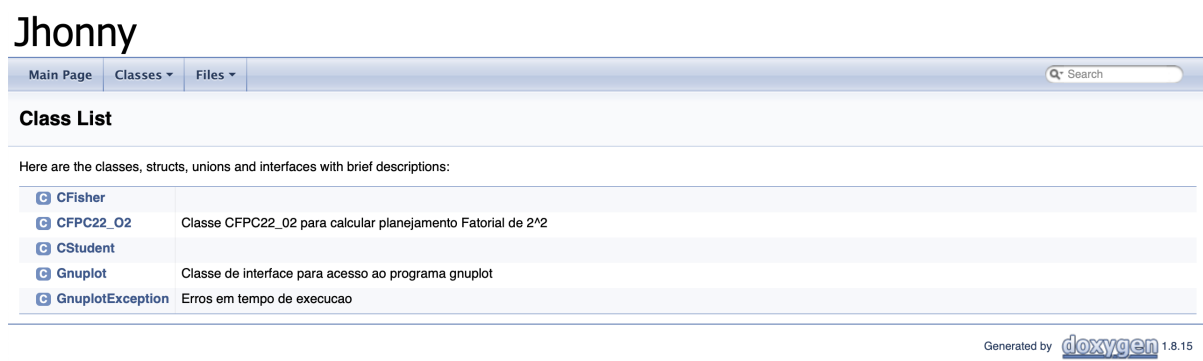 Jhonny
Main Page Classes Files Search
Class List
Here are the classes, structs, unions and interfaces with brief descriptions:
C CFisher
C CFPC22_O2 Classe CFPC22_02 para calcular planejamento Fatorial de 2^2
C CStudent
C Gnuplot Classe de interface para acesso ao programa gnuplot
C GnuplotException Erros em tempo de execucao
Generated by doxygen 1.8.15